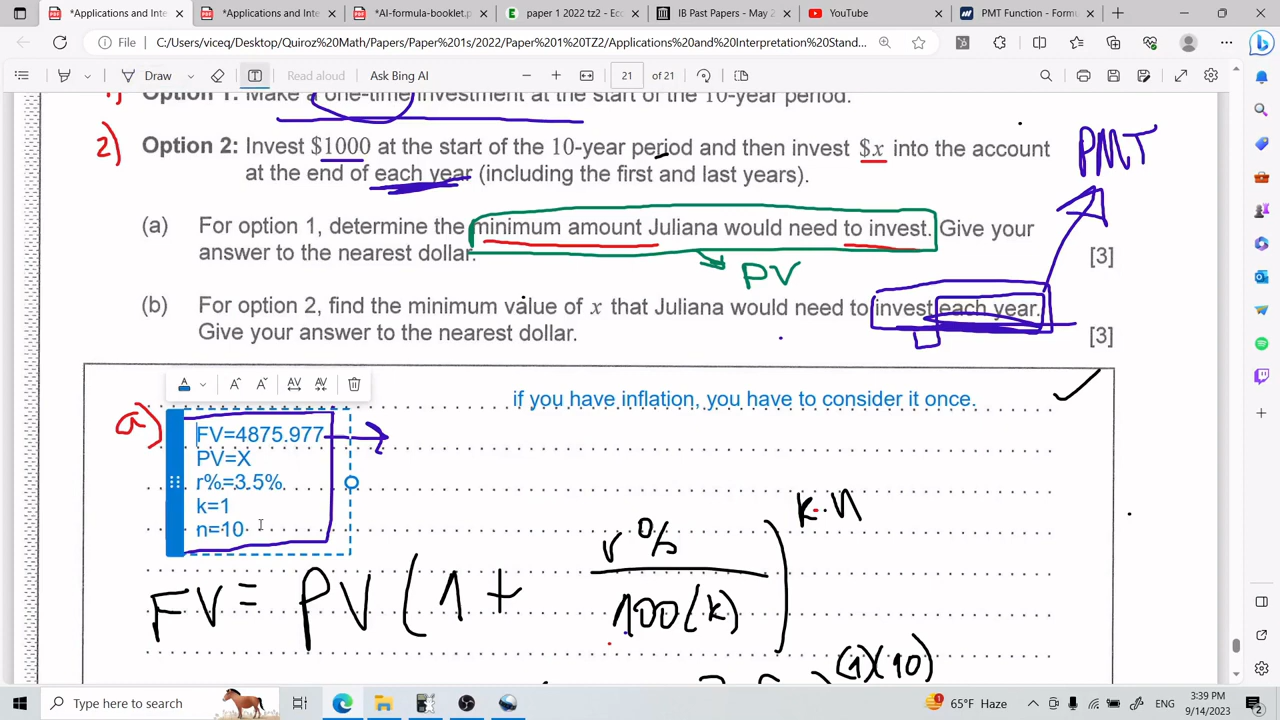 *Applications and Inter
*Applications and Inter
*AI-formula-booklet.p
paper 1 2022 tz2 - Ec
IB Past Papers - May 2
YouTube
PMT Function - Formu
File
C:/Users/viceq/Desktop/Quiroz%20Math/Papers/Paper%201s/2022/Paper%201%20TZ2/Applications%20and%20Interpretation%20Stand...
Draw
Read aloud
Ask Bing AI
21 of 21
1) Option 1: Make a one-time investment at the start of the 10-year period.
2) Option 2: Invest $1000 at the start of the 10-year period and then invest $x into the account
at the end of each year (including the first and last years).
PMT
(a) For option 1, determine the minimum amount Juliana would need to invest. Give your
answer to the nearest dollar. [3]
PV
(b) For option 2, find the minimum value of x that Juliana would need to invest each year.
Give your answer to the nearest dollar. [3]
if you have inflation, you have to consider it once.
a) FV=4875.977
PV=X
r%=3.5%
k=1
n=10
FV = PV (1 + r% / 100(k)) k·n
(1)(10)
Type here to search
65°F Haze
ENG
3:39 PM
9/14/2023
2